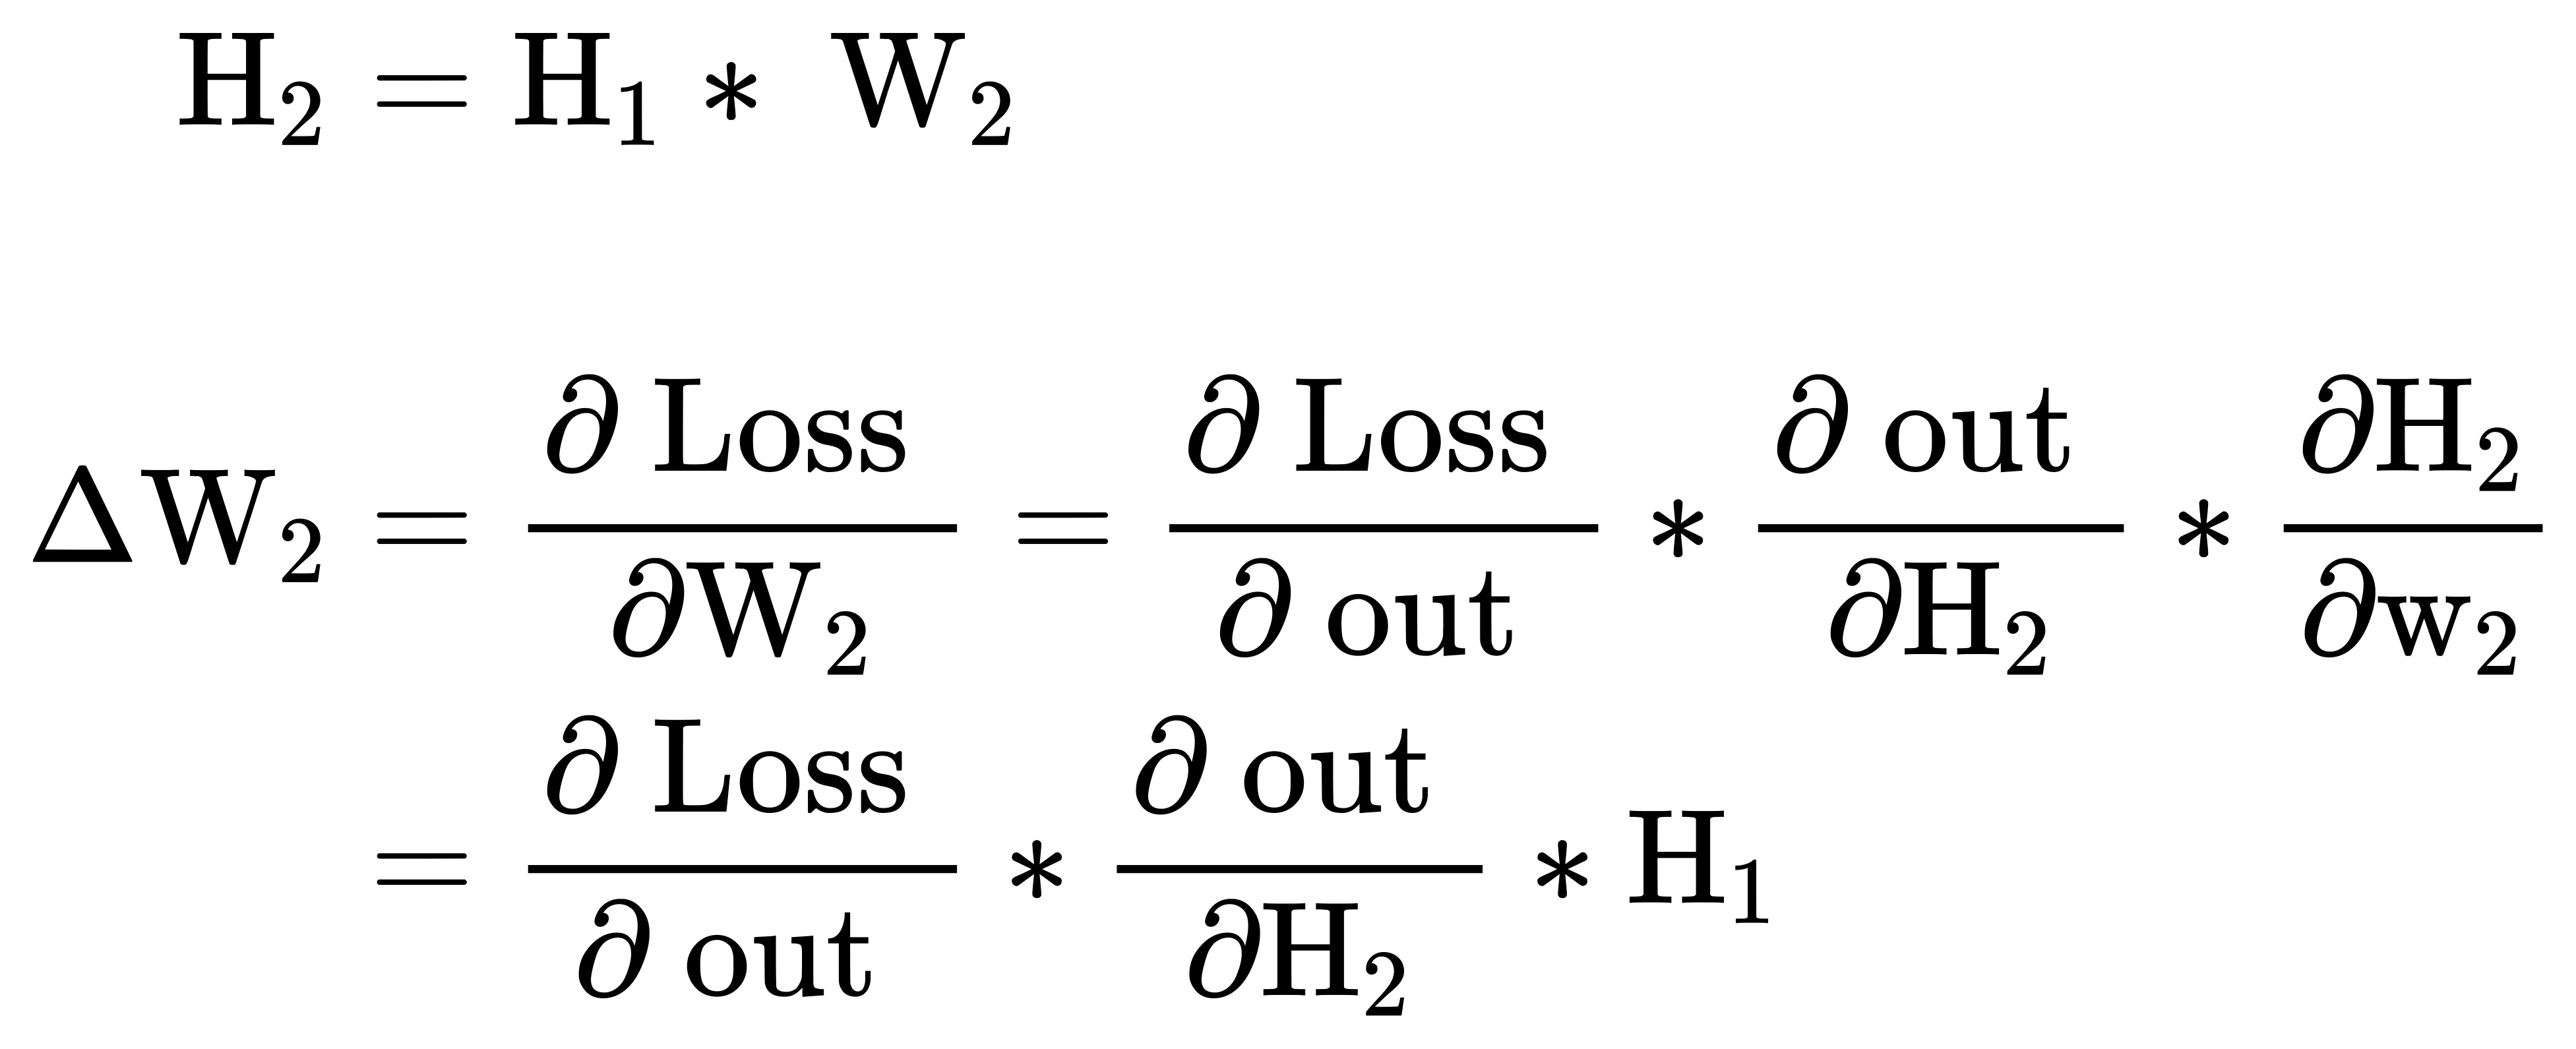 H₂ = H₁ * W₂
ΔW₂ = ∂ Loss / ∂W₂ = ∂ Loss / ∂ out * ∂ out / ∂H₂ * ∂H₂ / ∂w₂
= ∂ Loss / ∂ out * ∂ out / ∂H₂ * H₁